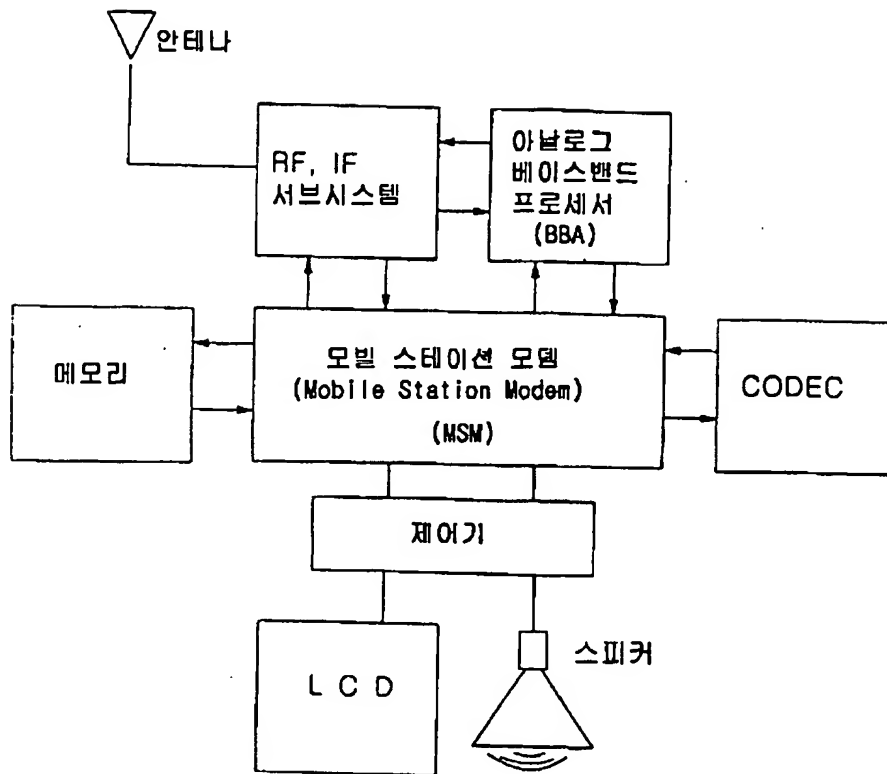 안테나
RF, IF
서브시스템
아날로그
베이스밴드
프로세서
(BBA)
메모리
모빌 스테이션 모뎀
(Mobile Station Modem)
(MSM)
CODEC
제어기
LCD
스피커